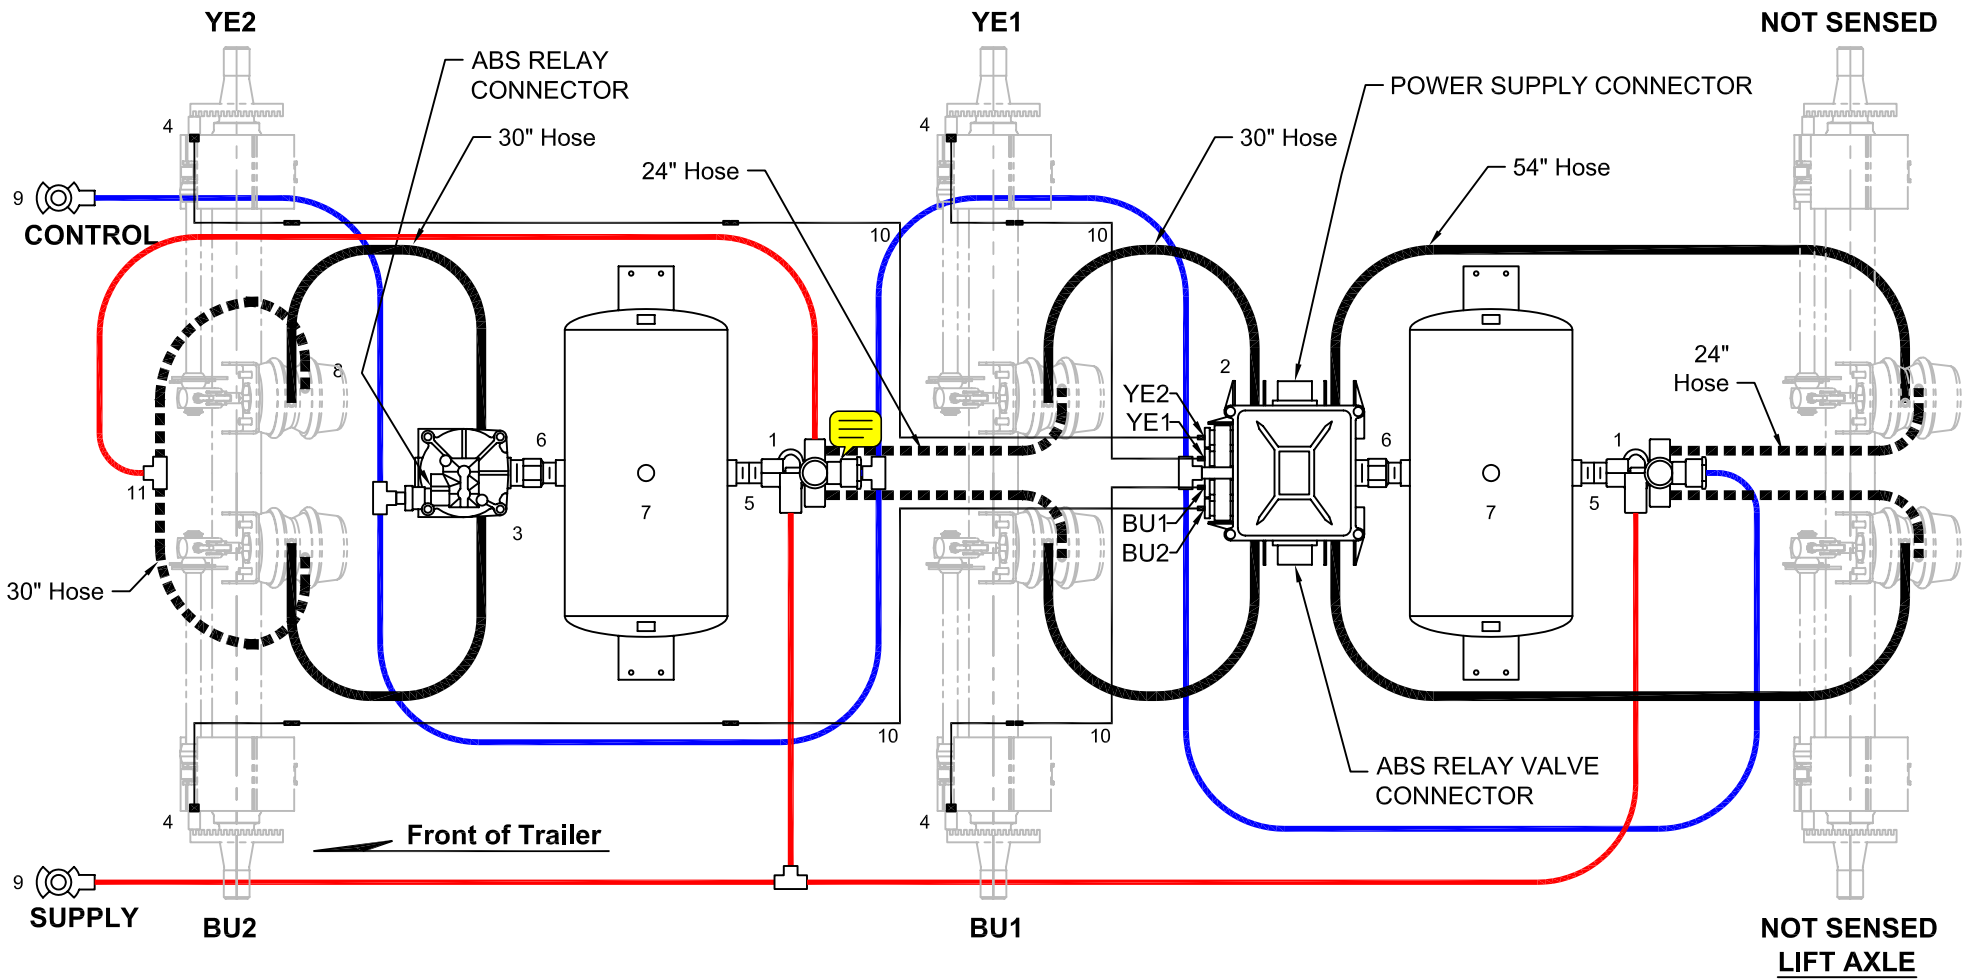 YE2
YE1
NOT SENSED
ABS RELAY
CONNECTOR
POWER SUPPLY CONNECTOR
4
4
30" Hose
30" Hose
24" Hose
54" Hose
9
CONTROL
10
10
8
2
24"
Hose
YE2
YE1
6
1
6
1
11
3
7
5
7
5
BU1
BU2
30" Hose
10
10
ABS RELAY VALVE
CONNECTOR
4
4
Front of Trailer
9
SUPPLY
BU2
BU1
NOT SENSED
LIFT AXLE